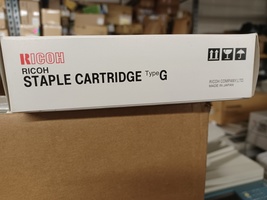 RICOH
RICOH
STAPLE CARTRIDGE Type G
RICOH COMPANY, LTD.
MADE IN JAPAN